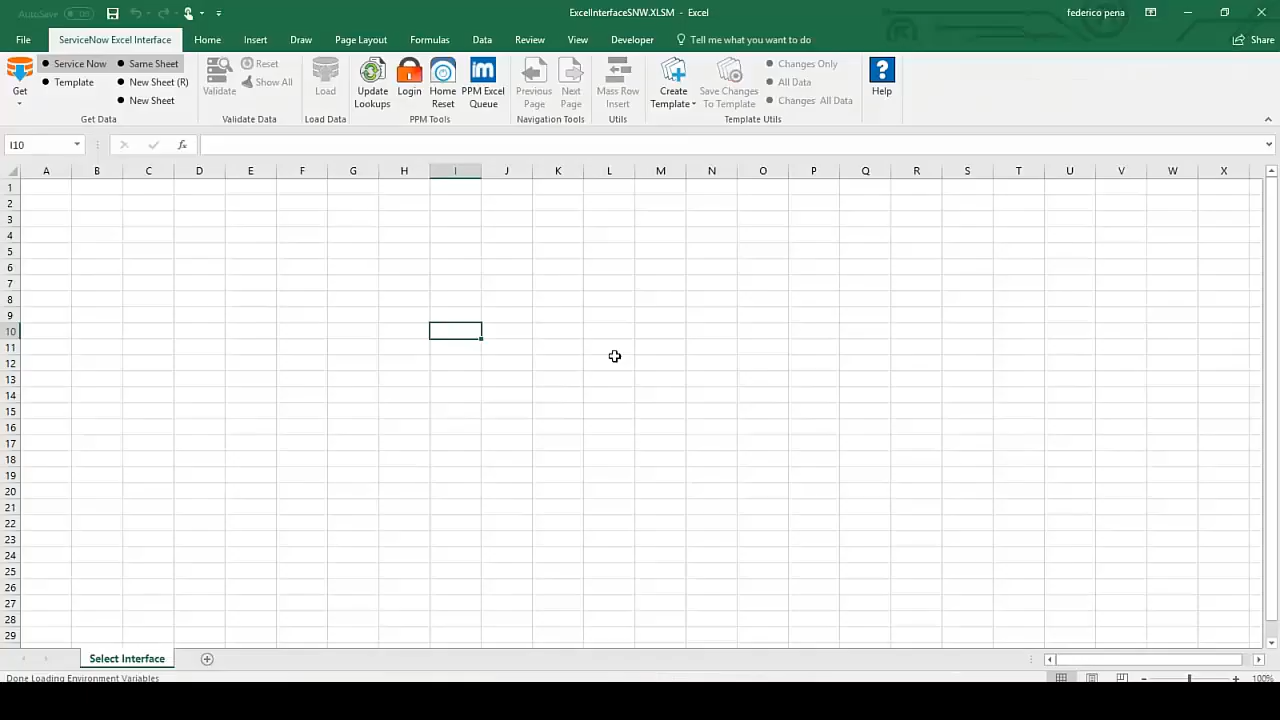 AutoSave Off
ExcelInterfaceSNW.XLSM - Excel
federico pena
File ServiceNow Excel Interface Home Insert Draw Page Layout Formulas Data Review View Developer Tell me what you want to do Share
Get
Service Now Same Sheet
Template New Sheet (R)
New Sheet
Get Data
Validate
Reset
Show All
Validate Data
Load
Load Data
Update Lookups
Login
Home Reset
im
PPM Excel Queue
PPM Tools
Previous Page
Next Page
Navigation Tools
Mass Row Insert
Utils
Create Template
Save Changes To Template
Changes Only
All Data
Changes All Data
Template Utils
?
Help
I10 fx
A B C D E F G H I J K L M N O P Q R S T U V W X
1
2
3
4
5
6
7
8
9
10
11
12
13
14
15
16
17
18
19
20
21
22
23
24
25
26
27
28
29
Select Interface
Done Loading Environment Variables
100%